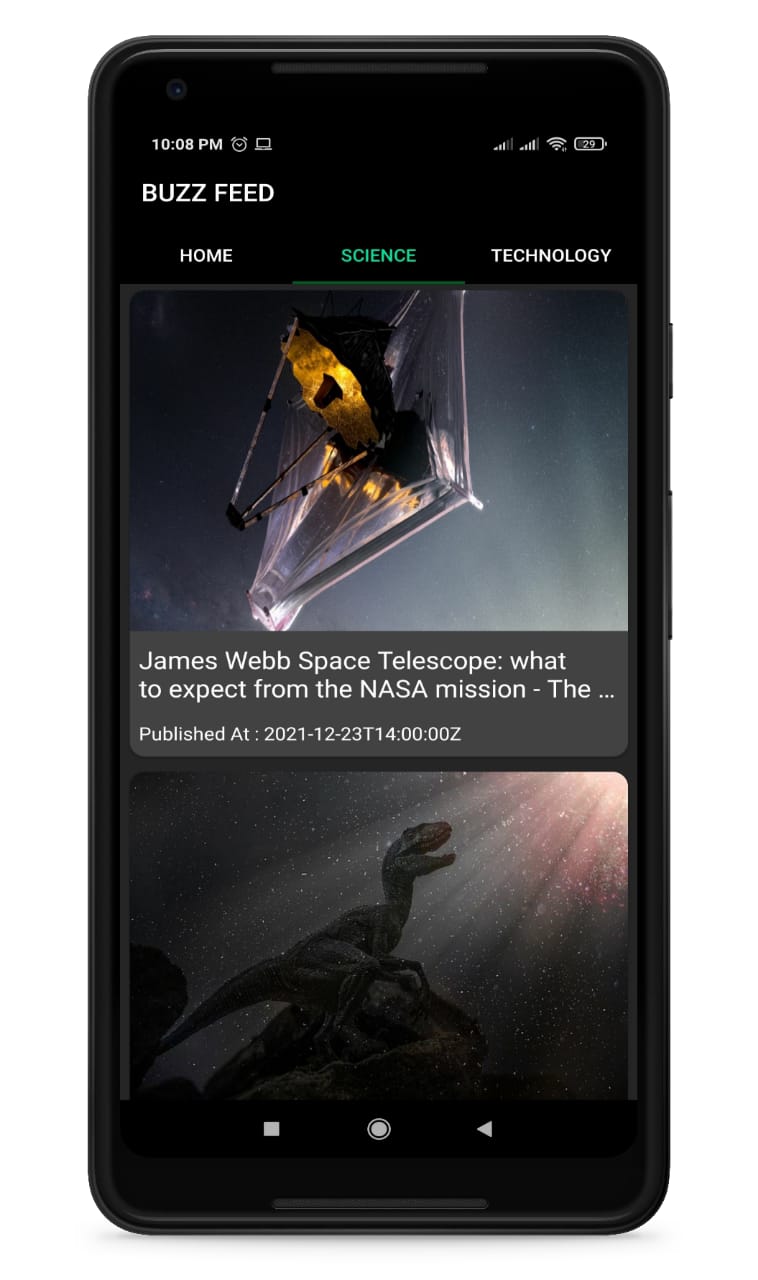 10:08 PM 29
BUZZ FEED
HOME SCIENCE TECHNOLOGY
James Webb Space Telescope: what
to expect from the NASA mission - The ...
Published At : 2021-12-23T14:00:00Z